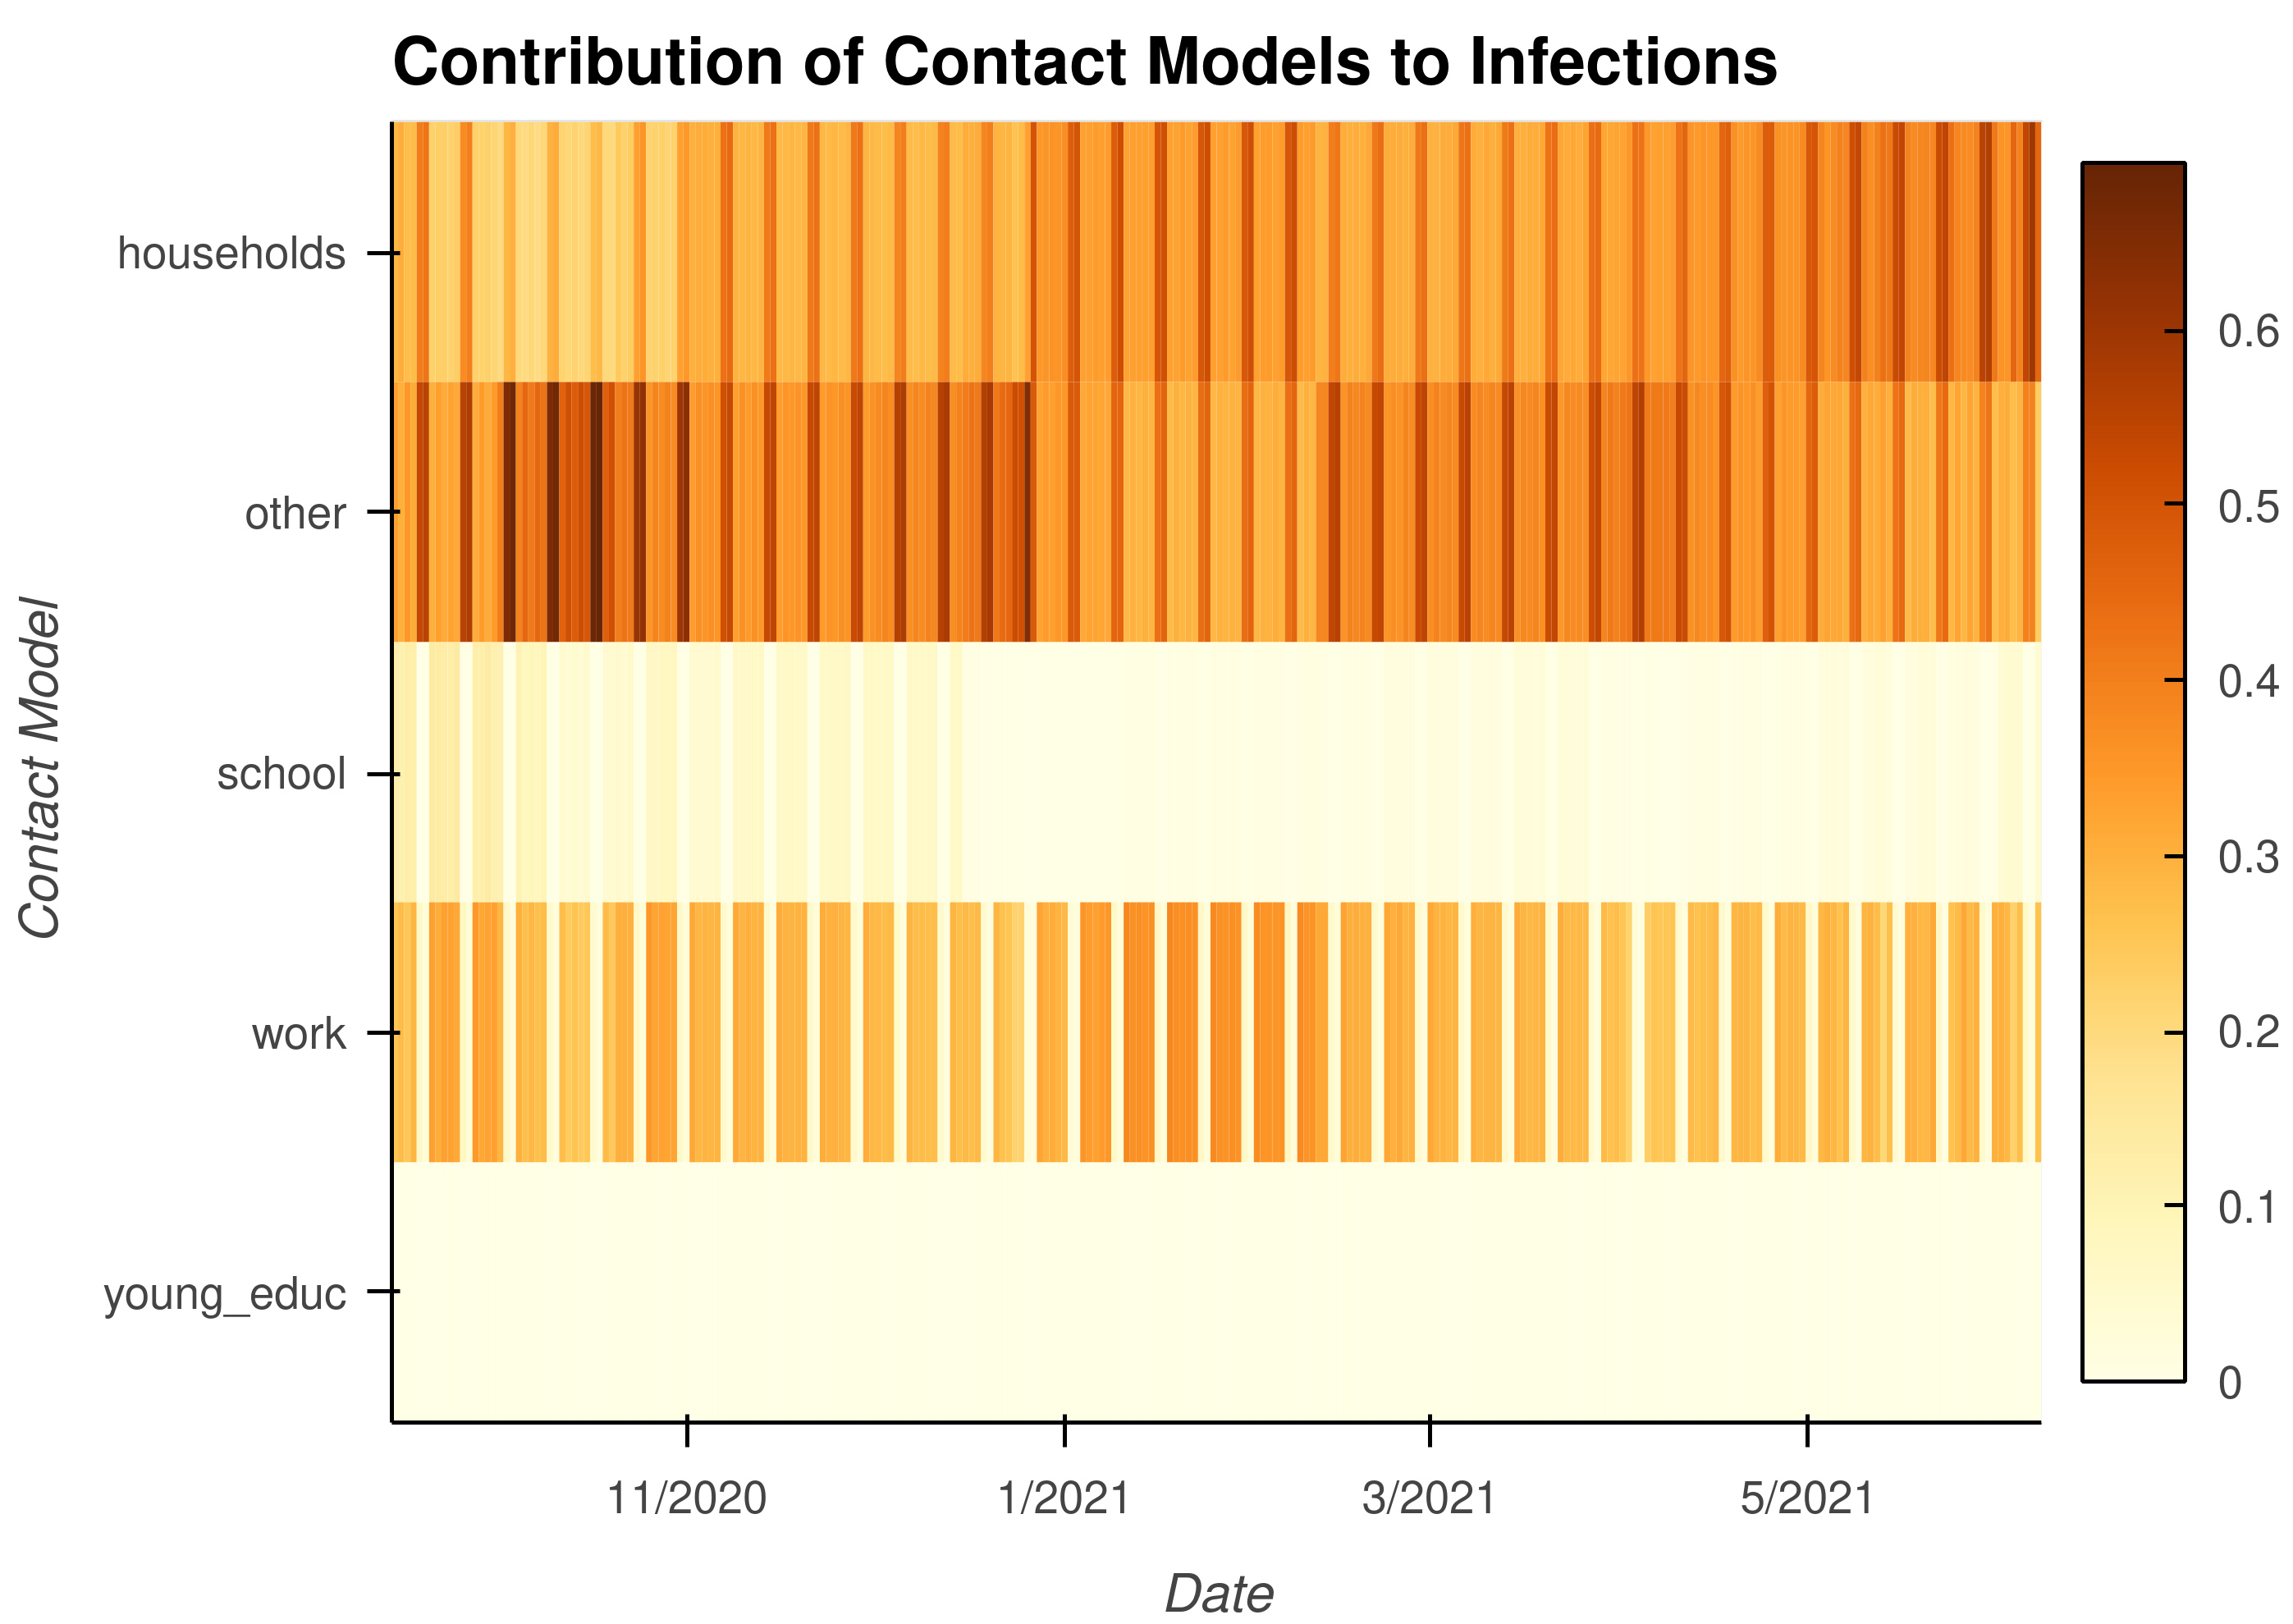 Contribution of Contact Models to Infections
Contact Model
households
other
school
work
young_educ
0.6
0.5
0.4
0.3
0.2
0.1
0
11/2020
1/2021
3/2021
5/2021
Date